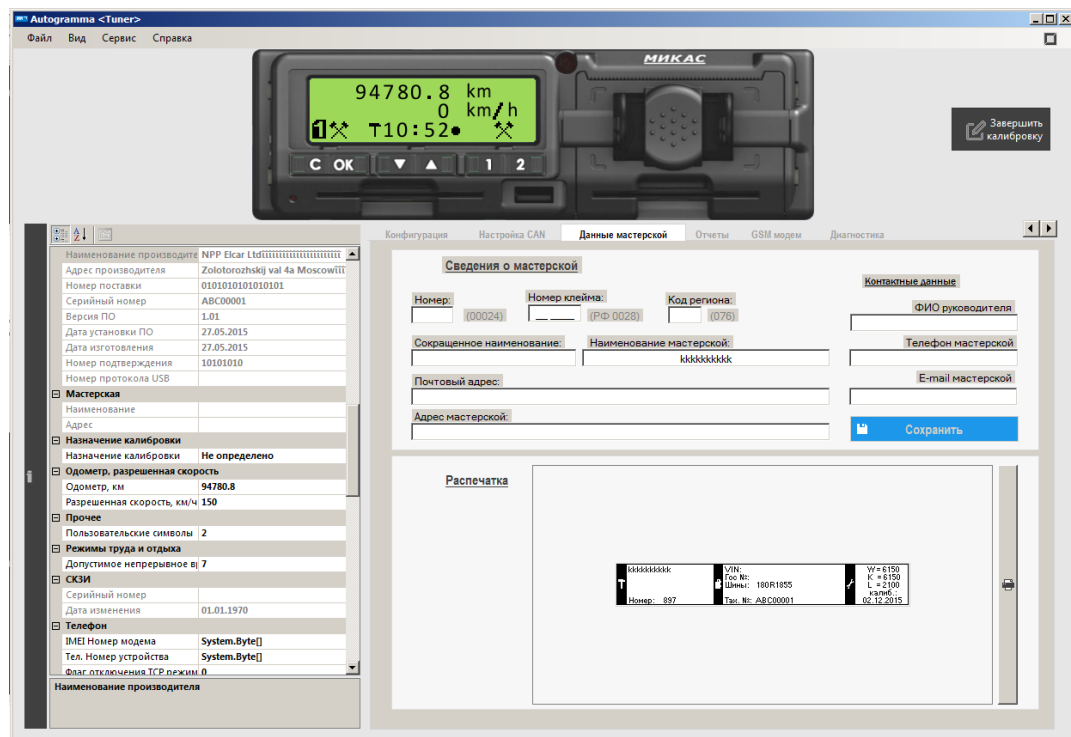 Autogramma <Tuner>
Файл Вид Сервис Справка
МИКАС
94780.8 km
0 km/h
1 10:52
C OK 1 2
Завершить
калибровку
Наименование производите NPP Elcar Ltd
Адрес производителя Zolotorozhskij val 4a Moscow
Номер поставки 0101010101010101
Серийный номер ABC00001
Версия ПО 1.01
Дата установки ПО 27.05.2015
Дата изготовления 27.05.2015
Номер подтверждения 10101010
Номер протокола USB
Мастерская
Наименование
Адрес
Назначение калибровки
Назначение калибровки Не определено
Одометр, разрешенная скорость
Одометр, км 94780.8
Разрешенная скорость, км/ч 150
Прочее
Пользовательские символы 2
Режимы труда и отдыха
Допустимое непрерывное вр 7
СКЗИ
Серийный номер
Дата изменения 01.01.1970
Телефон
IMEI Номер модема System.Byte[]
Тел. Номер устройства System.Byte[]
Флаг отключения TCP режим 0
Наименование производителя
Конфигурация Настройка CAN Данные мастерской Отчеты GSM модем Диагностика
Сведения о мастерской
Контактные данные
Номер: Номер клейма: Код региона:
(00024) __ ____ (РФ 0028) (076)
ФИО руководителя
Сокращенное наименование: Наименование мастерской:
kkkkkkkkkk
Телефон мастерской
Почтовый адрес:
E-mail мастерской
Адрес мастерской:
Сохранить
Распечатка
kkkkkkkkkk
Номер: 897
VIN:
Гос №:
Шины: 180R1855
Тах. №: ABC00001
W = 6150
K = 6150
L = 2100
калиб.:
02.12.2015